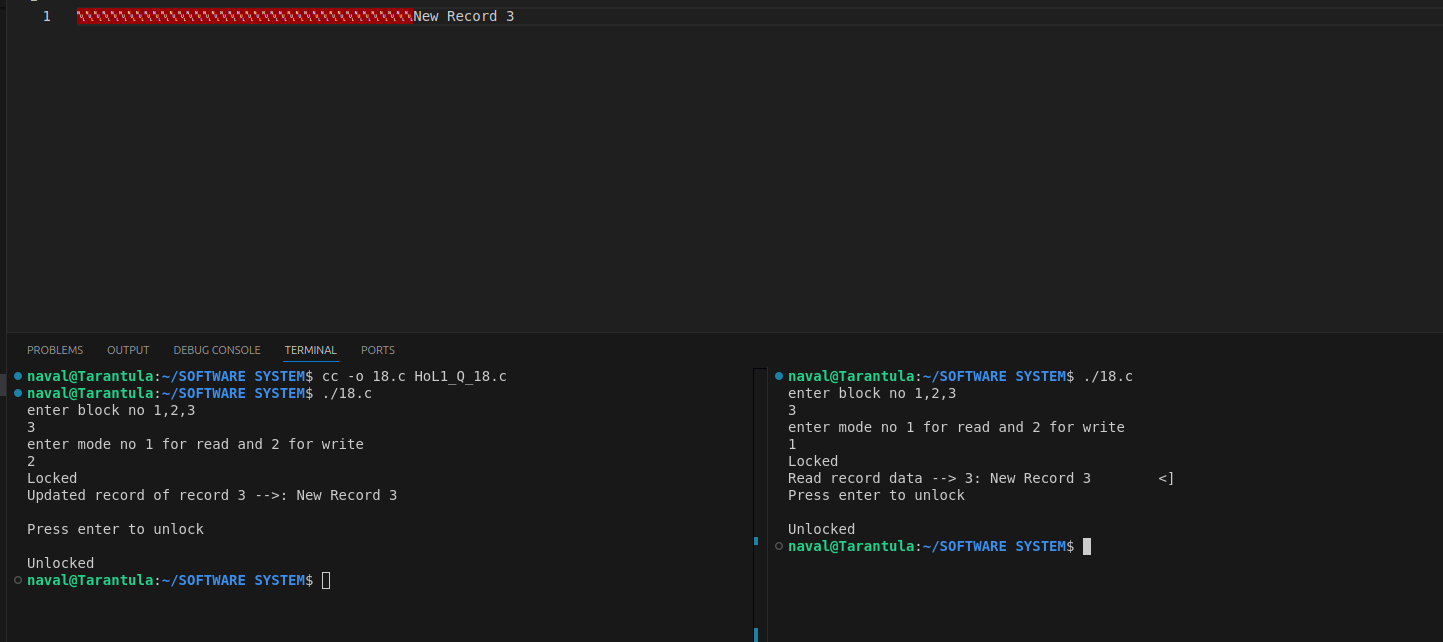 1 New Record 3
PROBLEMS OUTPUT DEBUG CONSOLE TERMINAL PORTS
naval@Tarantula:~/SOFTWARE SYSTEM$ cc -o 18.c HoL1_Q_18.c
naval@Tarantula:~/SOFTWARE SYSTEM$ ./18.c
enter block no 1,2,3
3
enter mode no 1 for read and 2 for write
2
Locked
Updated record of record 3 -->: New Record 3
Press enter to unlock
Unlocked
naval@Tarantula:~/SOFTWARE SYSTEM$
naval@Tarantula:~/SOFTWARE SYSTEM$ ./18.c
enter block no 1,2,3
3
enter mode no 1 for read and 2 for write
1
Locked
Read record data --> 3: New Record 3 <]
Press enter to unlock
Unlocked
naval@Tarantula:~/SOFTWARE SYSTEM$